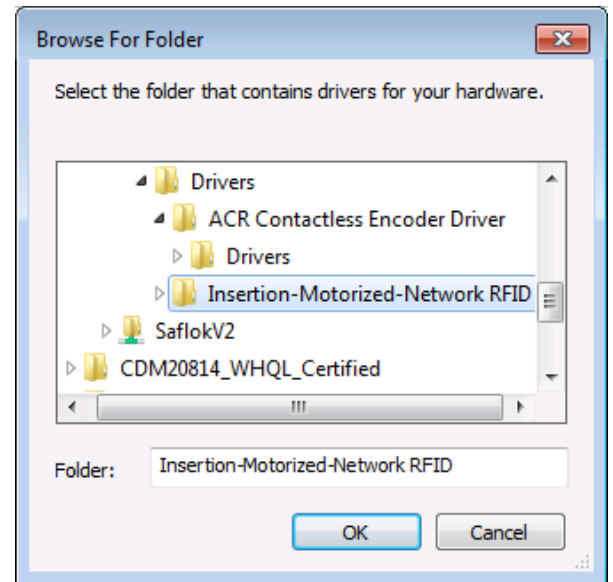 Browse For Folder
Select the folder that contains drivers for your hardware.
Drivers
ACR Contactless Encoder Driver
Drivers
Insertion-Motorized-Network RFID
SaflokV2
CDM20814_WHQL_Certified
Folder: Insertion-Motorized-Network RFID
OK Cancel